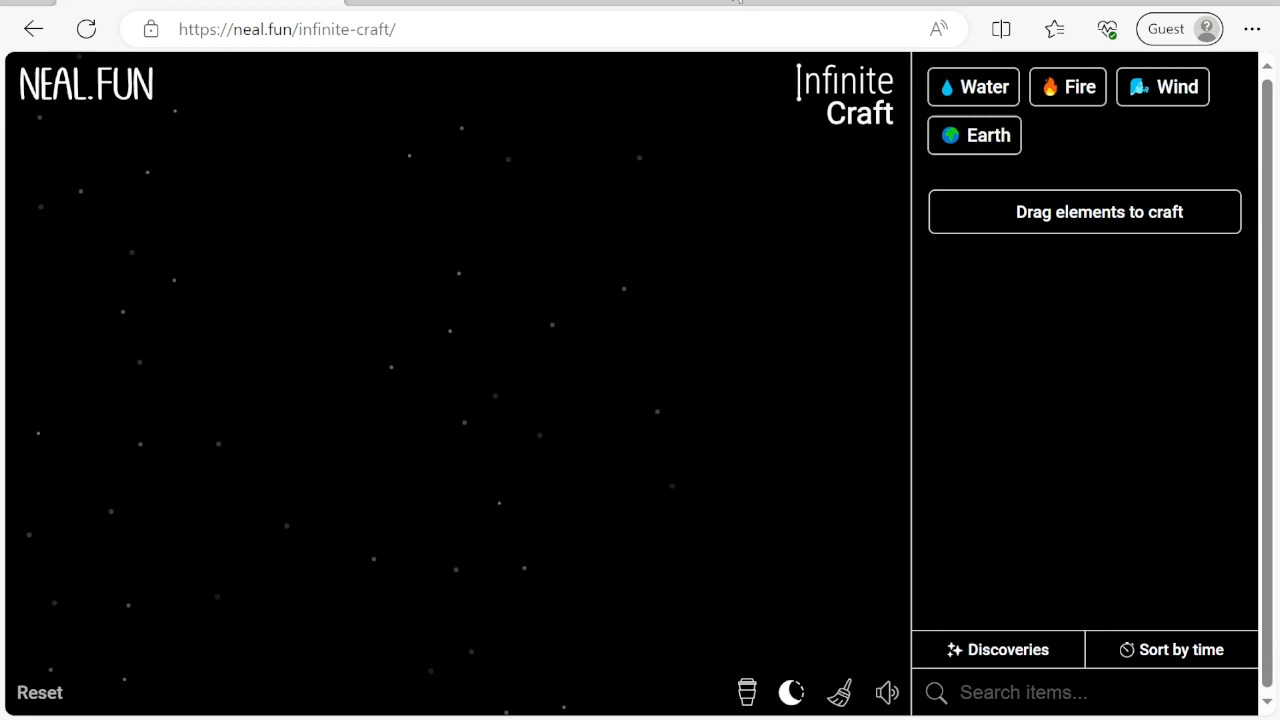 https://neal.fun/infinite-craft/
Guest
NEAL.FUN
Infinite
Craft
Water
Fire
Wind
Earth
Drag elements to craft
Discoveries
Sort by time
Reset
Search items...